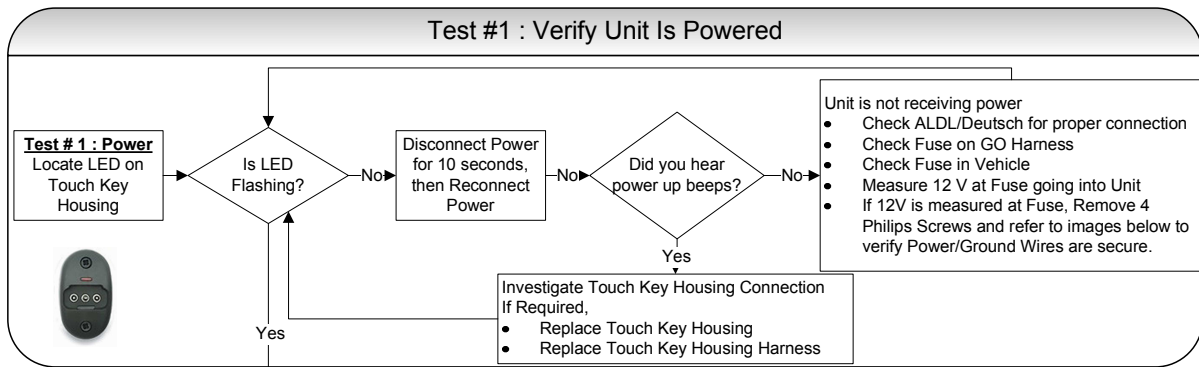 Test #1 : Verify Unit Is Powered
Test # 1 : Power
Locate LED on
Touch Key
Housing
Is LED
Flashing?
No
Disconnect Power
for 10 seconds,
then Reconnect
Power
No
Did you hear
power up beeps?
No
Unit is not receiving power
• Check ALDL/Deutsch for proper connection
• Check Fuse on GO Harness
• Check Fuse in Vehicle
• Measure 12 V at Fuse going into Unit
• If 12V is measured at Fuse, Remove 4
Philips Screws and refer to images below to
verify Power/Ground Wires are secure.
Yes
Investigate Touch Key Housing Connection
If Required,
• Replace Touch Key Housing
• Replace Touch Key Housing Harness
Yes